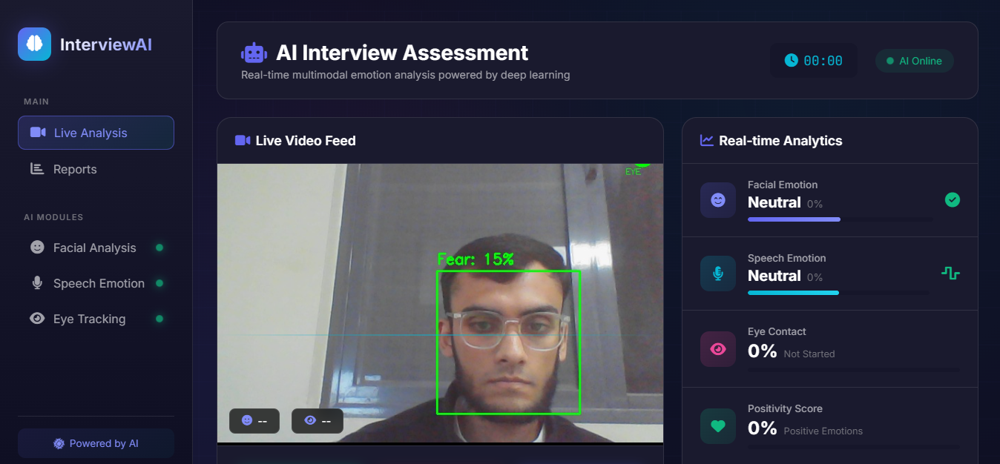 InterviewAI
MAIN
Live Analysis
Reports
AI MODULES
Facial Analysis
Speech Emotion
Eye Tracking
Powered by AI
AI Interview Assessment
Real-time multimodal emotion analysis powered by deep learning
00:00
AI Online
Live Video Feed
EYE
Fear: 15%
--
--
Real-time Analytics
Facial Emotion
Neutral 0%
Speech Emotion
Neutral 0%
Eye Contact
0% Not Started
Positivity Score
0% Positive Emotions